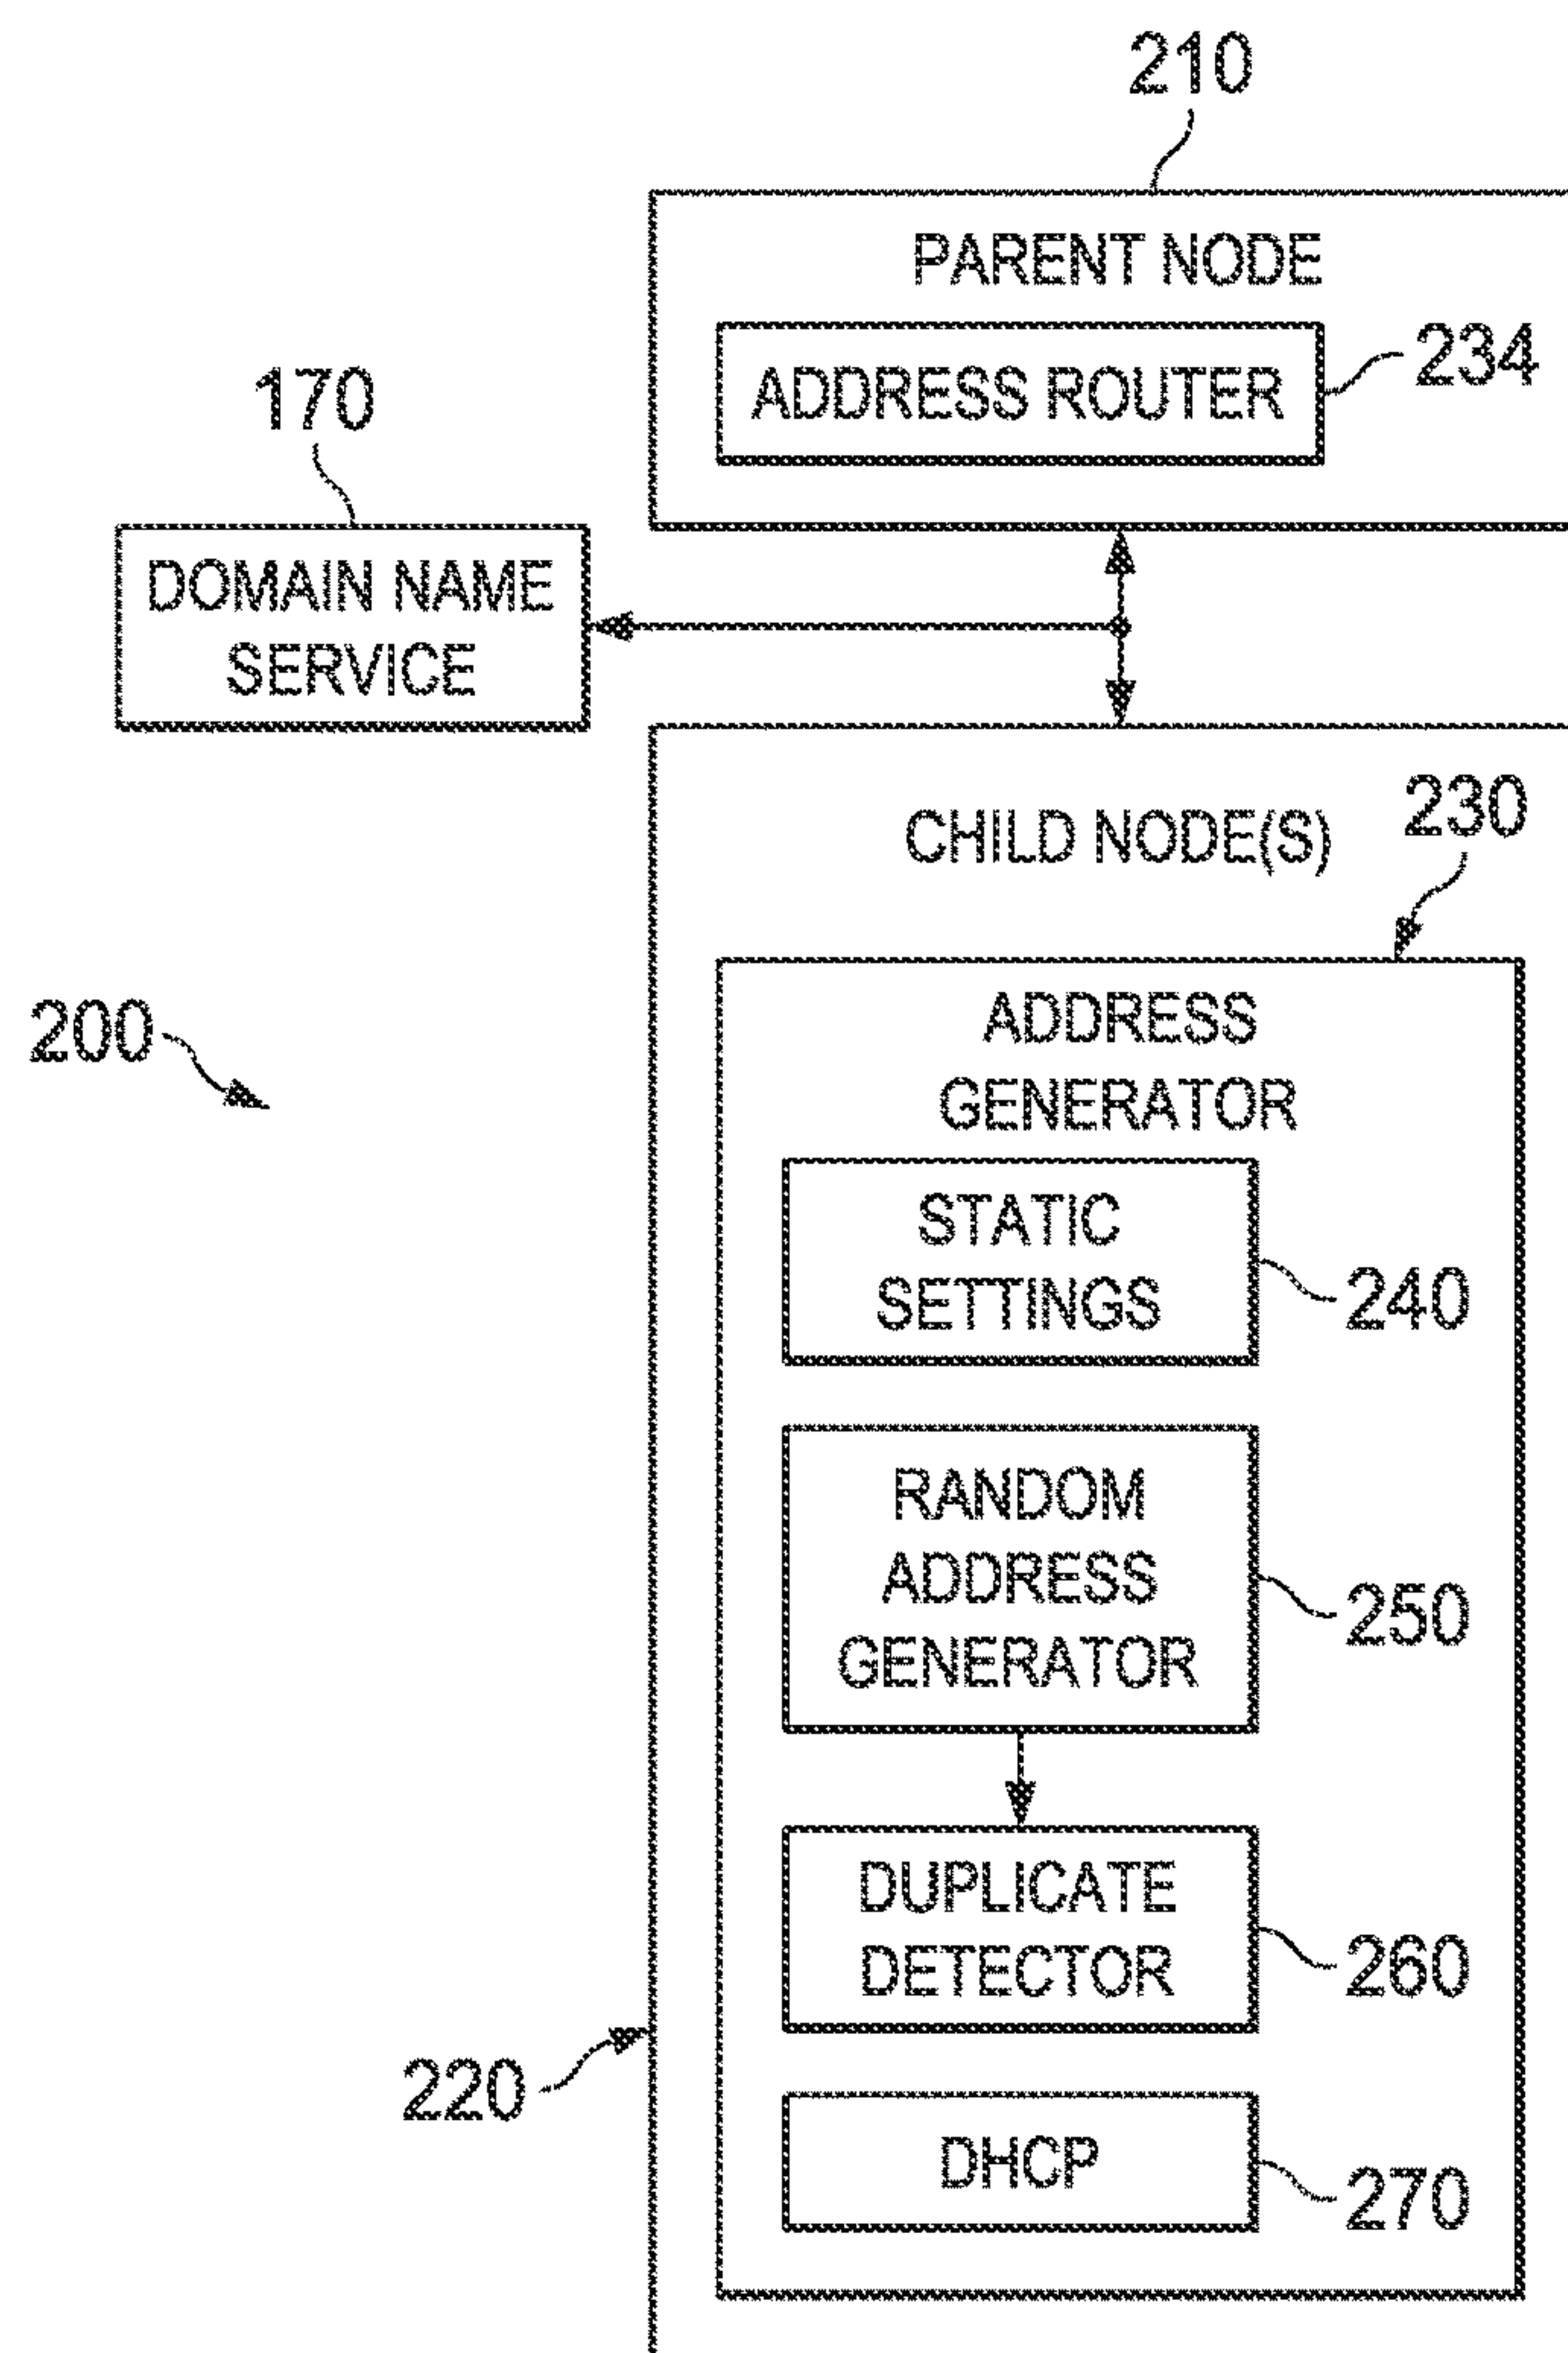 210
PARENT NODE
ADDRESS ROUTER
234
170
DOMAIN NAME
SERVICE
CHILD NODE(S)
230
200
ADDRESS
GENERATOR
STATIC
SETTINGS
240
RANDOM
ADDRESS
GENERATOR
250
DUPLICATE
DETECTOR
260
220
DHCP
270